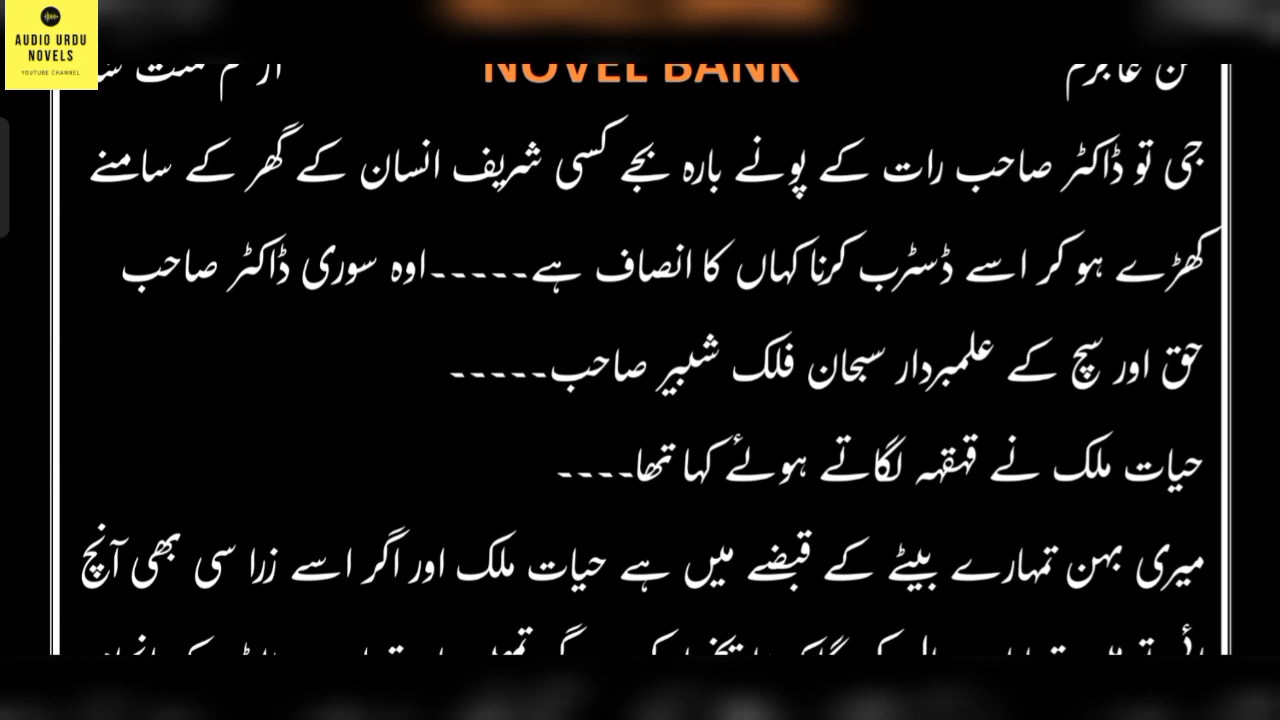 AUDIO URDU
NOVELS
YOUTUBE CHANNEL
NOVEL BANK
جی تو ڈاکٹر صاحب رات کے پونے بارہ بجے کسی شریف انسان کے گھر کے سامنے
کھڑے ہو کر اسے ڈسٹرب کرنا کہاں کا انصاف ہے-----اوہ سوری ڈاکٹر صاحب
حق اور سچ کے علمبردار سبحان فلک شبیر صاحب-----
حیات ملک نے قہقہہ لگاتے ہوئے کہا تھا----
میری بہن تمہارے بیٹے کے قبضے میں ہے حیات ملک اور اگر اسے زرا سی بھی آنچ